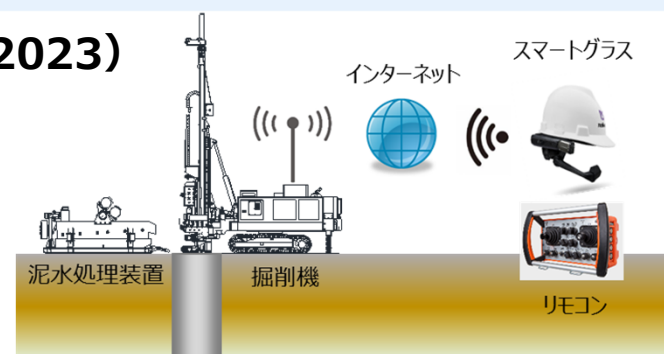 2023）
スマートグラス
インターネット
泥水処理装置
掘削機
リモコン